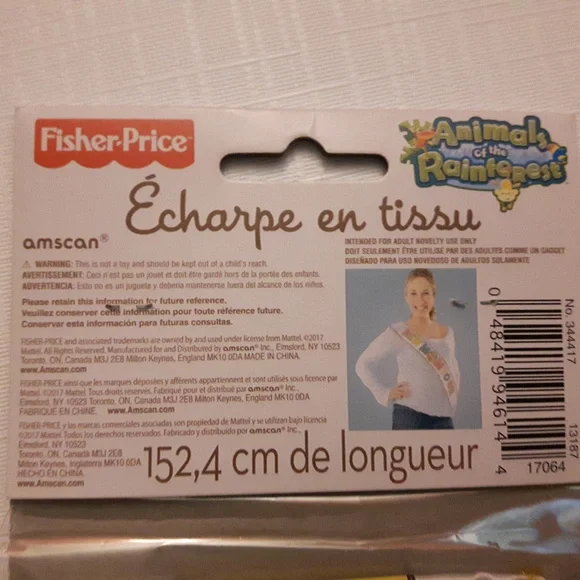 Fisher-Price
Animals
of the
Rainforest
Écharpe en tissu
amscan®
INTENDED FOR ADULT NOVELTY USE ONLY
DOIT SEULEMENT ÊTRE UTILISÉ PAR DES ADULTES COMME UN GADGET
DISEÑADO PARA USO NOVEDOSO DE ADULTOS SOLAMENTE
WARNING: This is not a toy and should be kept out of a child's reach.
AVERTISSEMENT: Ceci n'est pas un jouet et doit être gardé hors de la portée des enfants.
ADVERTENCIA: Esto no es un juguete y debería mantenerse fuera del alcance de los niños.
Please retain this information for future reference.
Veuillez conserver cette information pour toute référence future.
Conservar esta información para futuras consultas.
FISHER-PRICE and associated trademarks are owned by and used under license from Mattel. ©2017
Mattel. All Rights Reserved. Manufactured for and Distributed by amscan® Inc., Elmsford, NY 10523
Toronto, ON, Canada M3J 2E8 Milton Keynes, England MK10 0DA MADE IN CHINA.
www.Amscan.com
FISHER-PRICE ainsi que les marques déposées y afférents appartiennent et sont utilisés sous licence par
Mattel. ©2017 Mattel. Tous droits réservés. Fabriqué pour et distribué par amscan® Inc.,
Elmsford, NY 10523 Toronto, ON, Canada M3J 2E8 Milton Keynes, England MK10 0DA
FABRIQUÉ EN CHINE. www.Amscan.com
FISHER-PRICE y las marcas comerciales asociadas son propiedad de Mattel y se utilizan bajo licencia
©2017 Mattel Todos los derechos reservados. Fabricado y distribuido por amscan® Inc.,
Elmsford, NY 10523
Toronto, ON, Canadá M3J 2E8
Milton Keynes, Inglaterra MK10 0DA
HECHO EN CHINA.
www.Amscan.com
152,4 cm de longueur
No. 344417
0 48419 94614 4
13187
17064